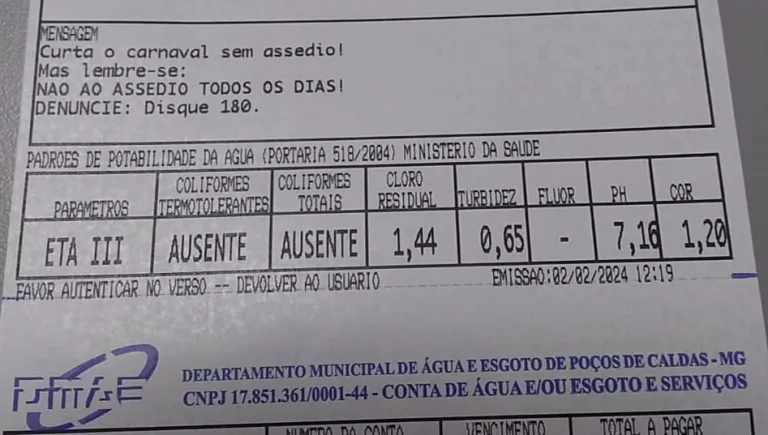 MENSAGEM
Curta o carnaval sem assedio!
Mas lembre-se:
NAO AO ASSEDIO TODOS OS DIAS!
DENUNCIE: Disque 180.
PADROES DE POTABILIDADE DA AGUA (PORTARIA 518/2004) MINISTERIO DA SAUDE
PARAMETROS COLIFORMES TERMOTOLERANTES COLIFORMES TOTAIS CLORO RESIDUAL TURBIDEZ FLUOR PH COR
ETA III AUSENTE AUSENTE 1,44 0,65 - 7,16 1,20
FAVOR AUTENTICAR NO VERSO -- DEVOLVER AO USUARIO EMISSAO:02/02/2024 12:19
DEPARTAMENTO MUNICIPAL DE ÁGUA E ESGOTO DE POÇOS DE CALDAS - MG
CNPJ 17.851.361/0001-44 - CONTA DE ÁGUA E/OU ESGOTO E SERVIÇOS
NUMERO DA CONTA VENCIMENTO TOTAL A PAGAR